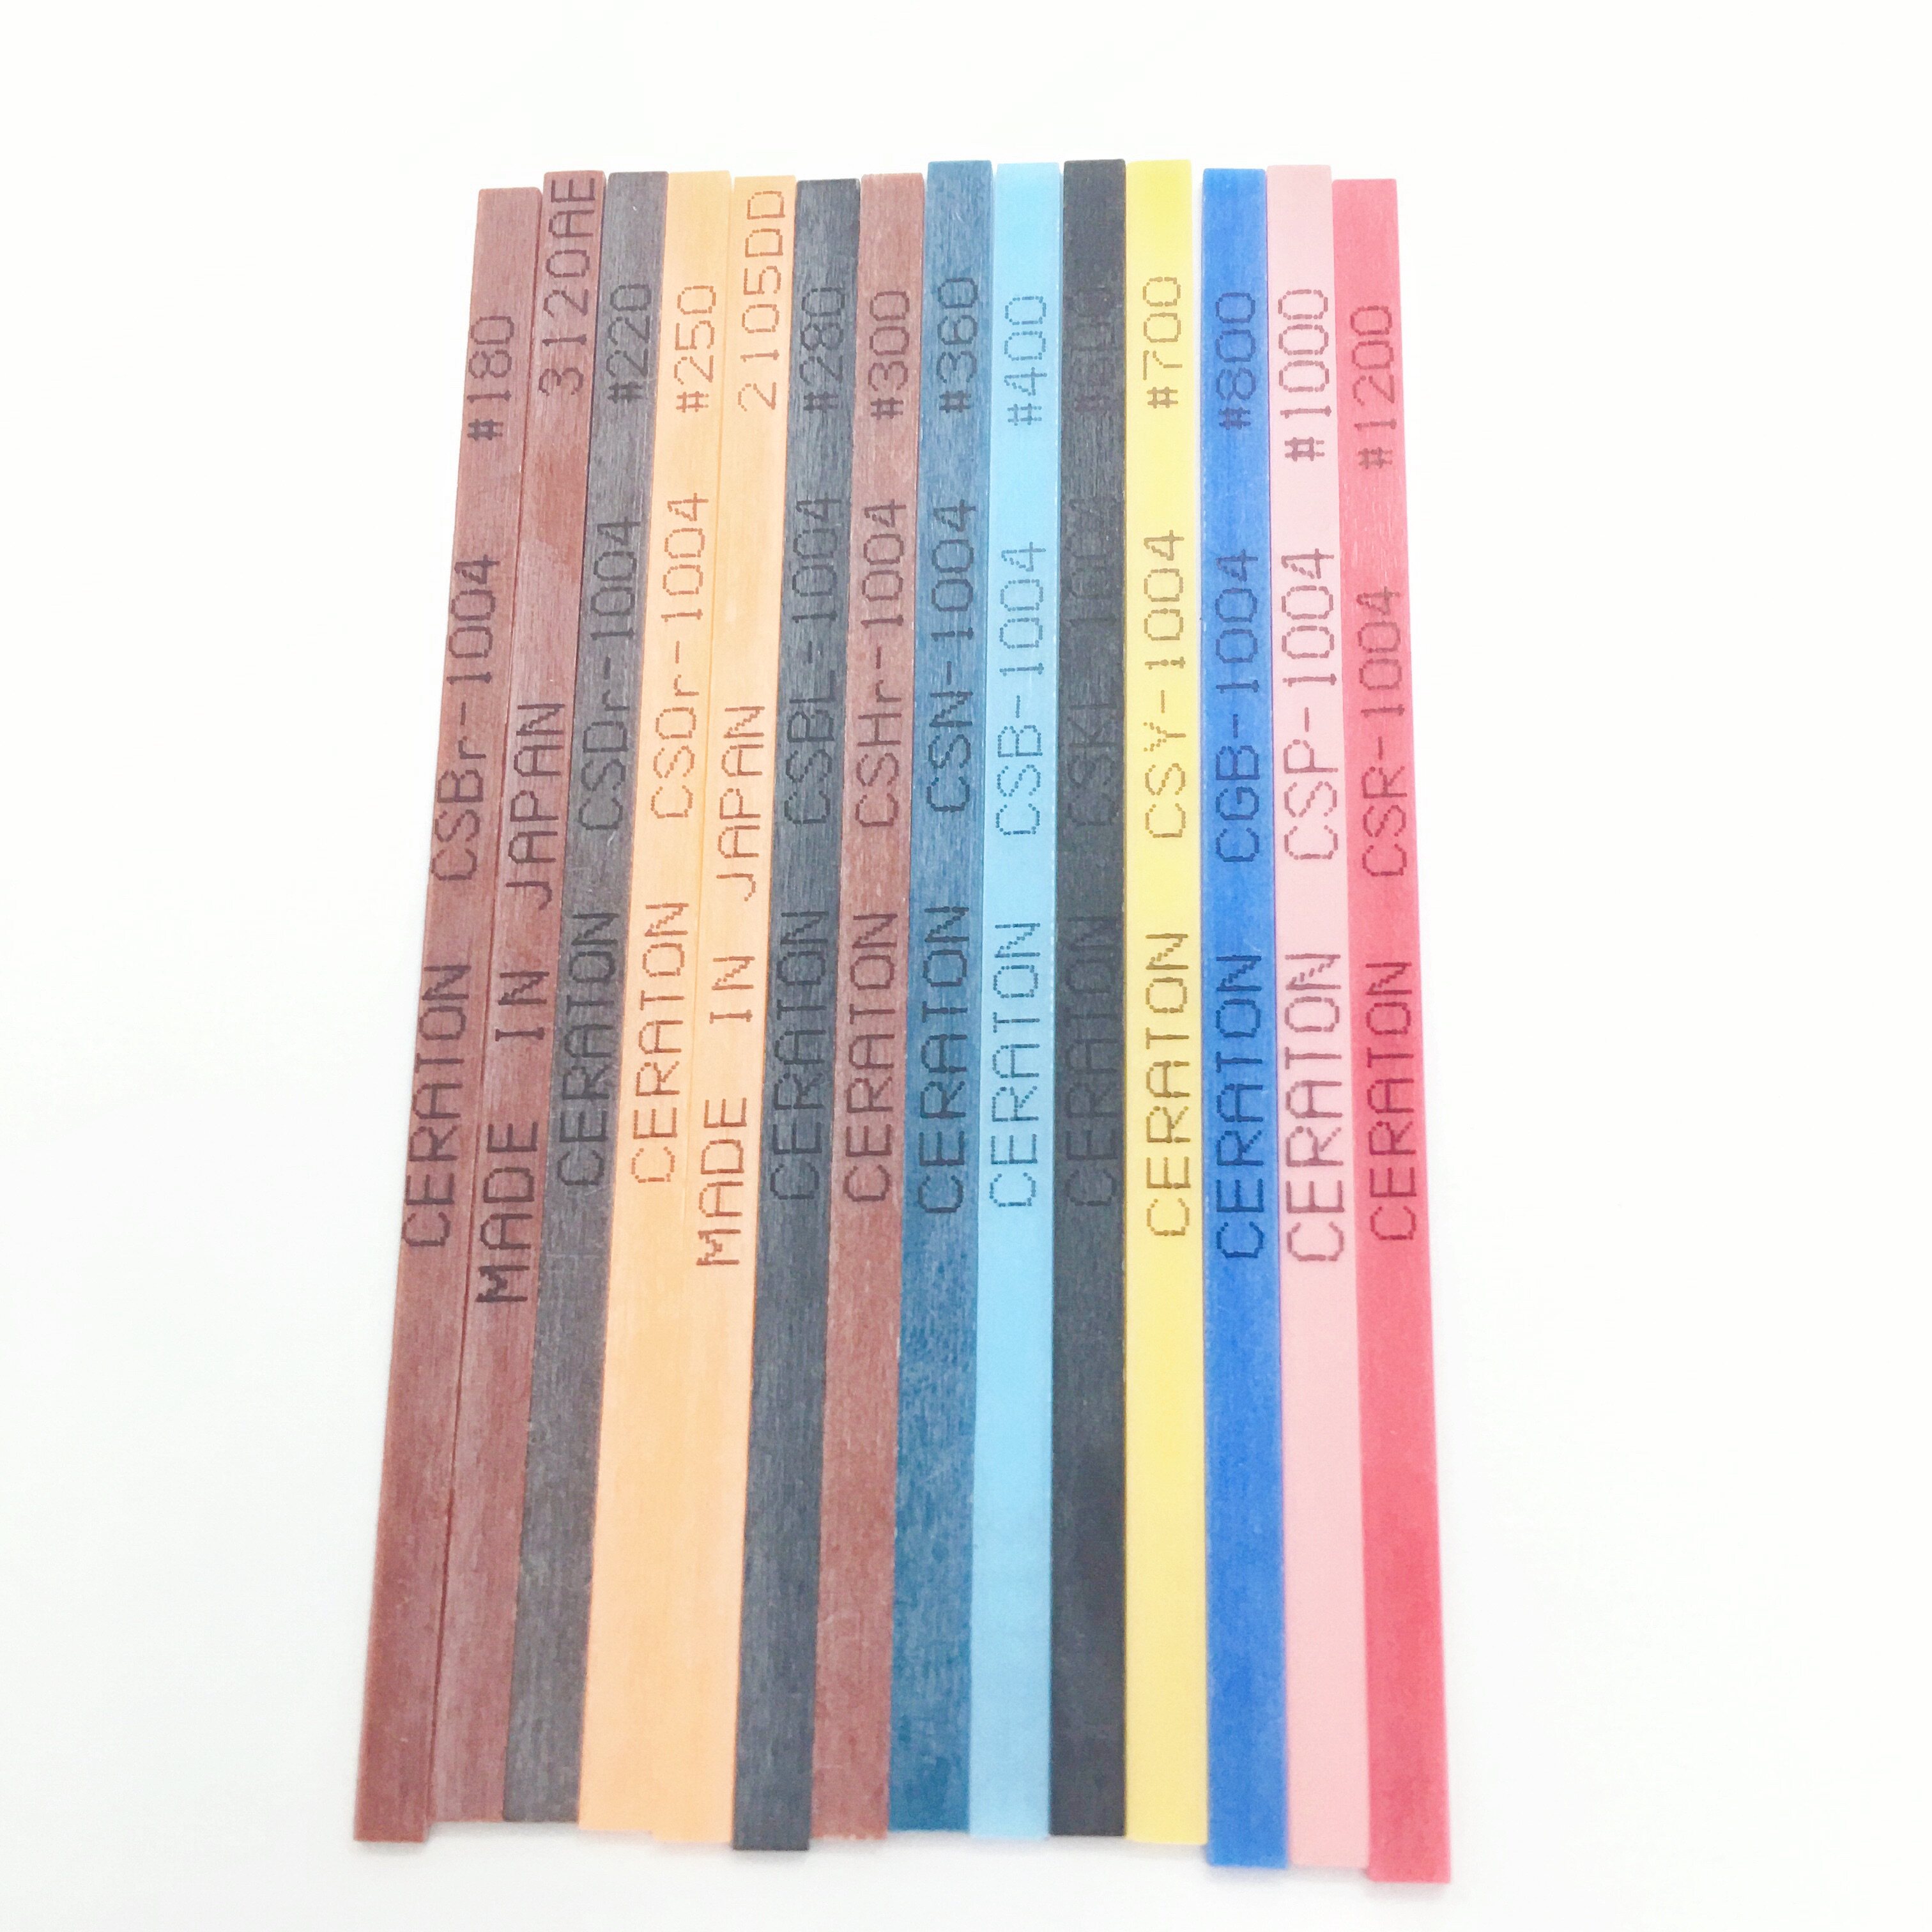 CERATON CSBr-1004 #180
MADE IN JAPAN 3120AE
CERATON CSDr-1004 #220
CERATON CSOr-1004 #250
MADE IN JAPAN 2105DD
CERATON CSBL-1004 #280
CERATON CSHr-1004 #300
CERATON CSN-1004 #360
CERATON CSB-1004 #400
CERATON
CERATON CSY-1004 #700
CERATON CGB-1004 #800
CERATON CSP-1004 #1000
CERATON CSR-1004 #1200